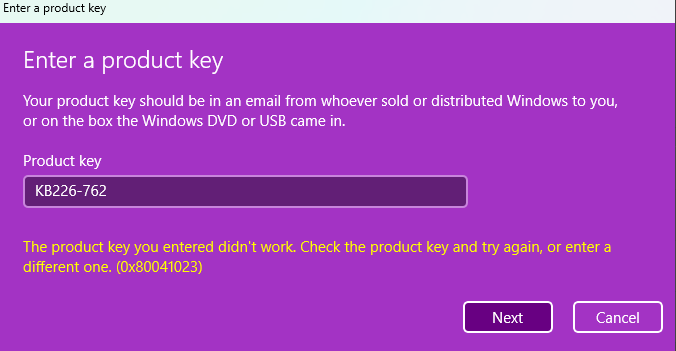 Enter a product key
Enter a product key
Your product key should be in an email from whoever sold or distributed Windows to you,
or on the box the Windows DVD or USB came in.
Product key
KB226-762
The product key you entered didn't work. Check the product key and try again, or enter a
different one. (0x80041023)
Next
Cancel